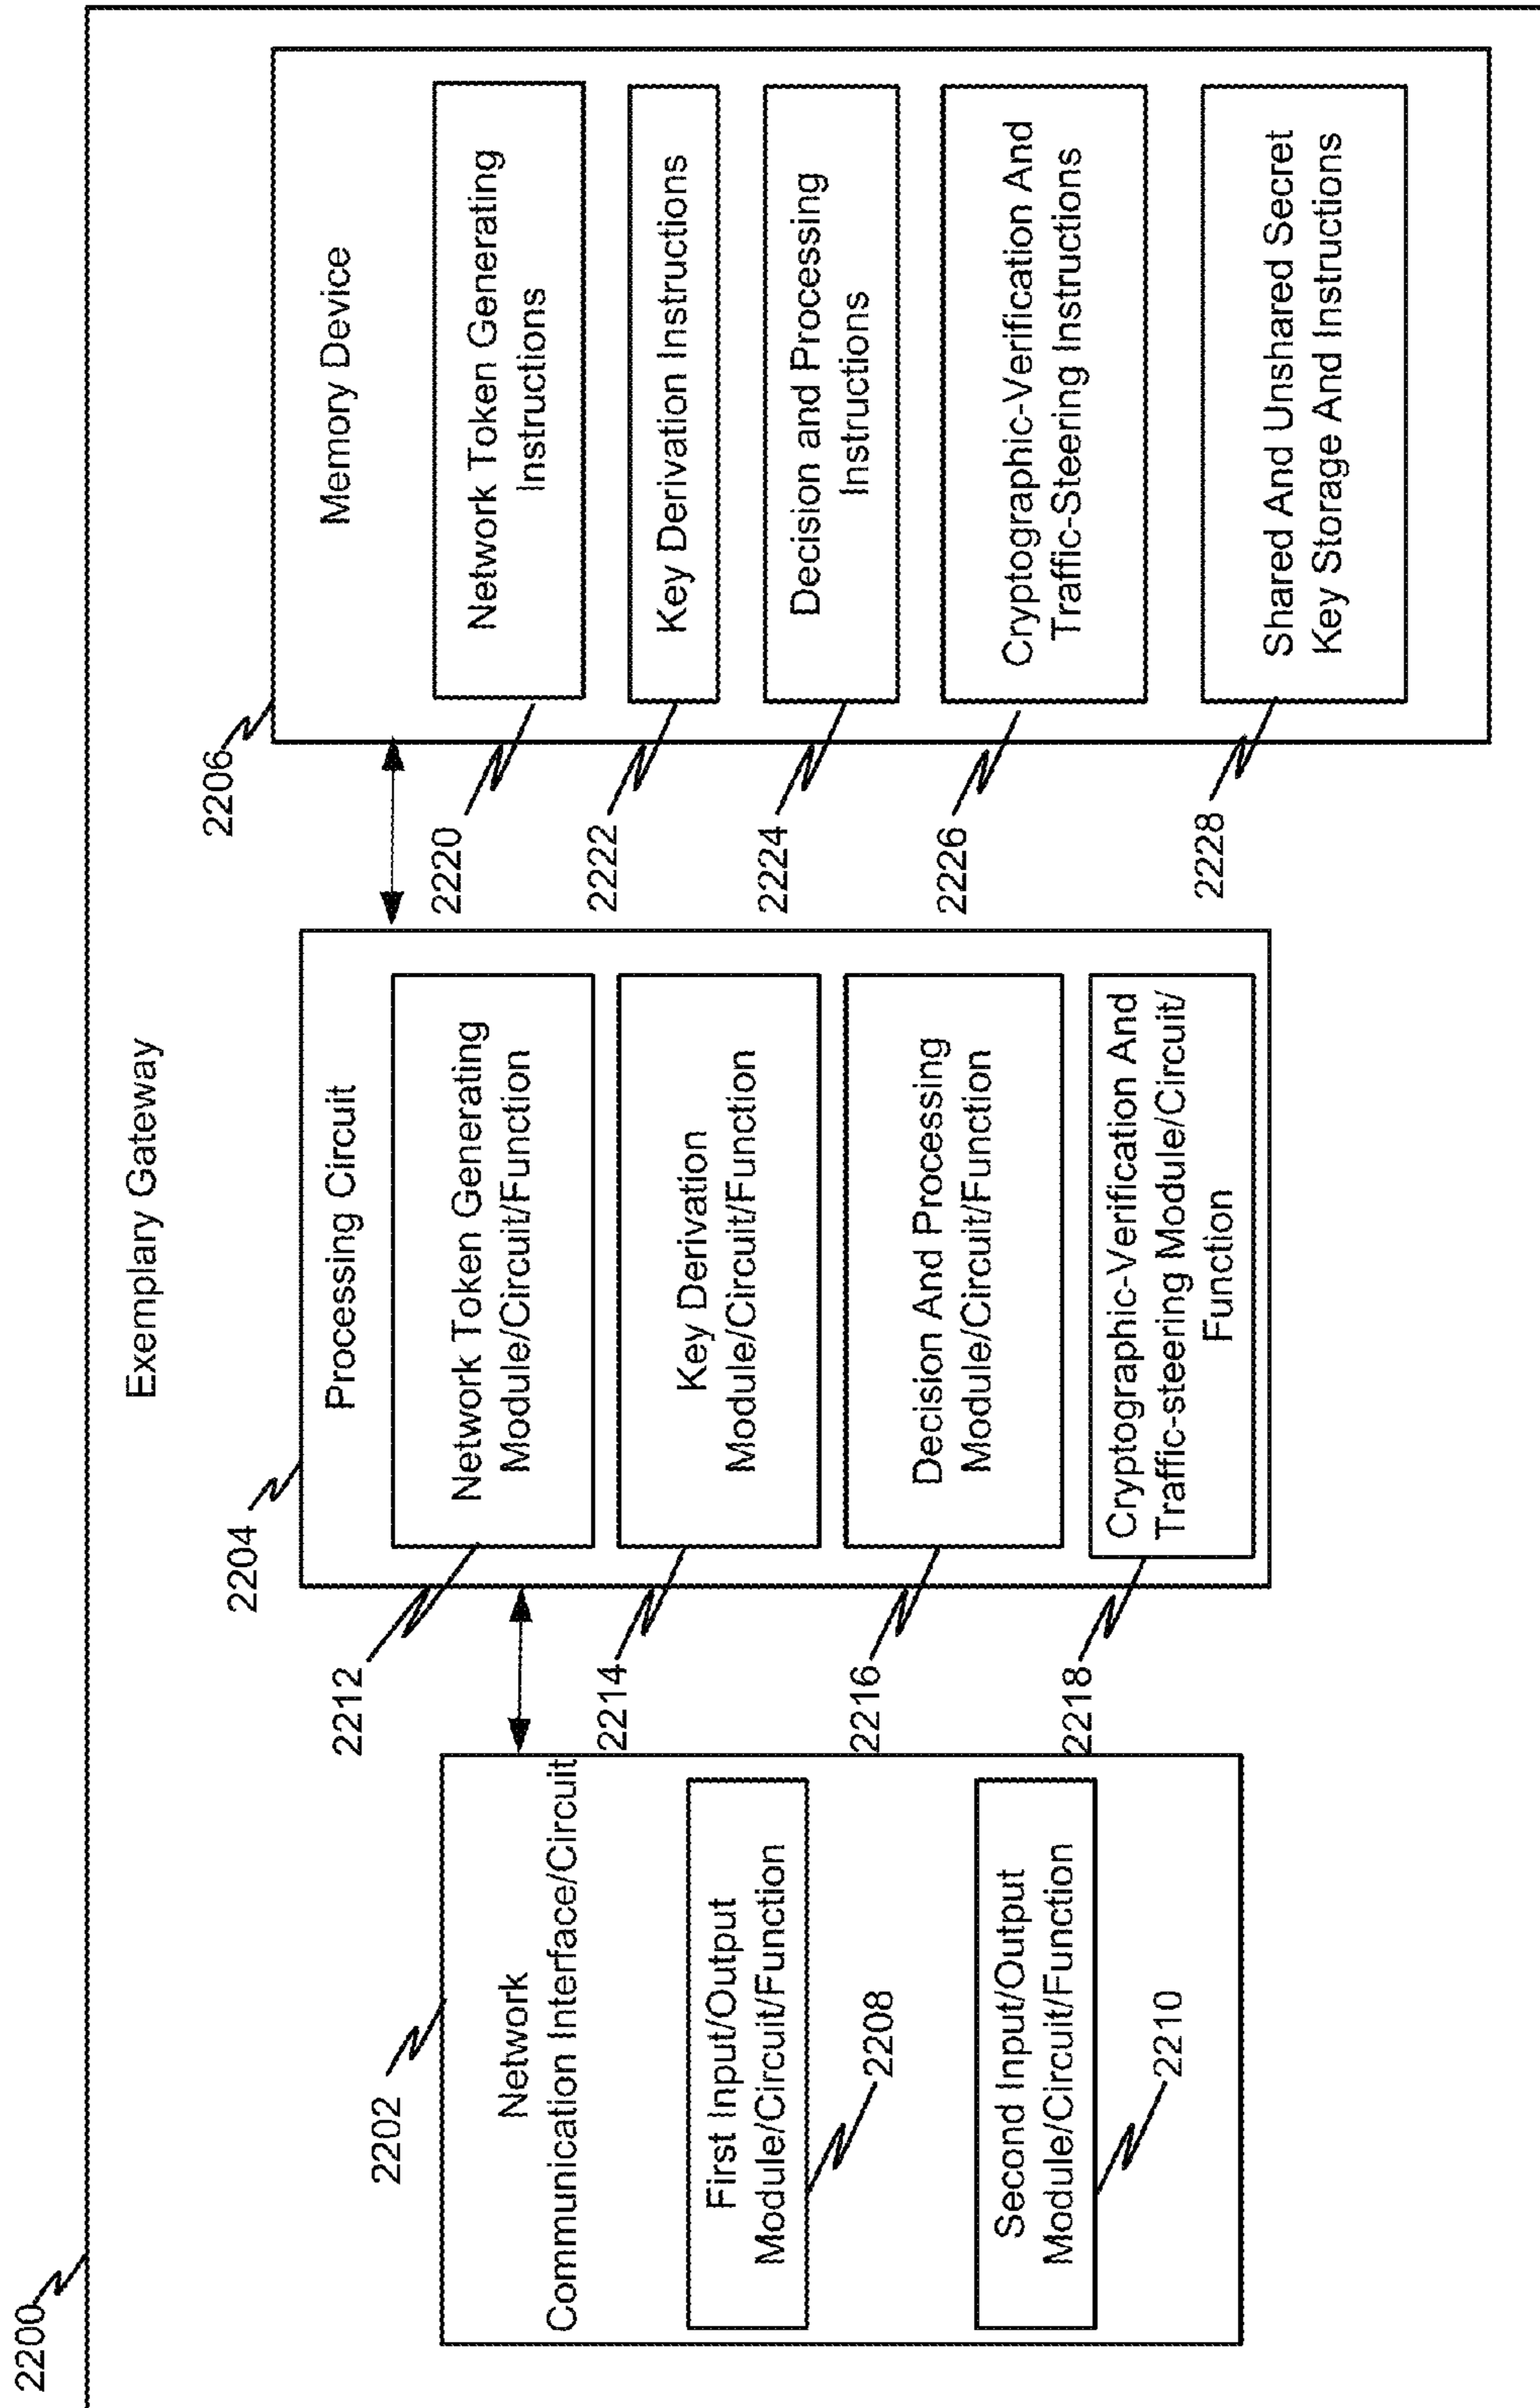 2200
Exemplary Gateway
2202
Network
Communication Interface/Circuit
First Input/Output
Module/Circuit/Function
2208
Second Input/Output
Module/Circuit/Function
2210
2204
Processing Circuit
2212
Network Token Generating
Module/Circuit/Function
2214
Key Derivation
Module/Circuit/Function
2216
Decision And Processing
Module/Circuit/Function
2218
Cryptographic-Verification And
Traffic-steering Module/Circuit/
Function
2206
Memory Device
2220
Network Token Generating
Instructions
2222
Key Derivation Instructions
2224
Decision and Processing
Instructions
2226
Cryptographic-Verification And
Traffic-Steering Instructions
2228
Shared And Unshared Secret
Key Storage And Instructions